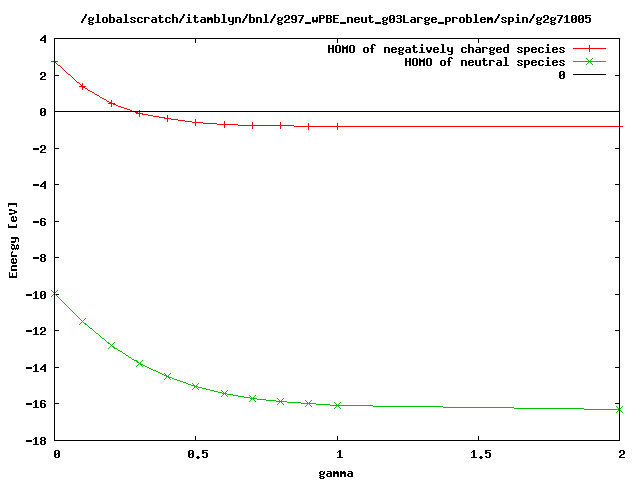 /globalscratch/itamblyn/bnl/g297_wPBE_neut_g03Large_problem/spin/g2g71005
HOMO of negatively charged species
HOMO of neutral species
0
4
2
0
-2
-4
-6
-8
-10
-12
-14
-16
-18
Energy [eV]
0 0.5 1 1.5 2
gamma